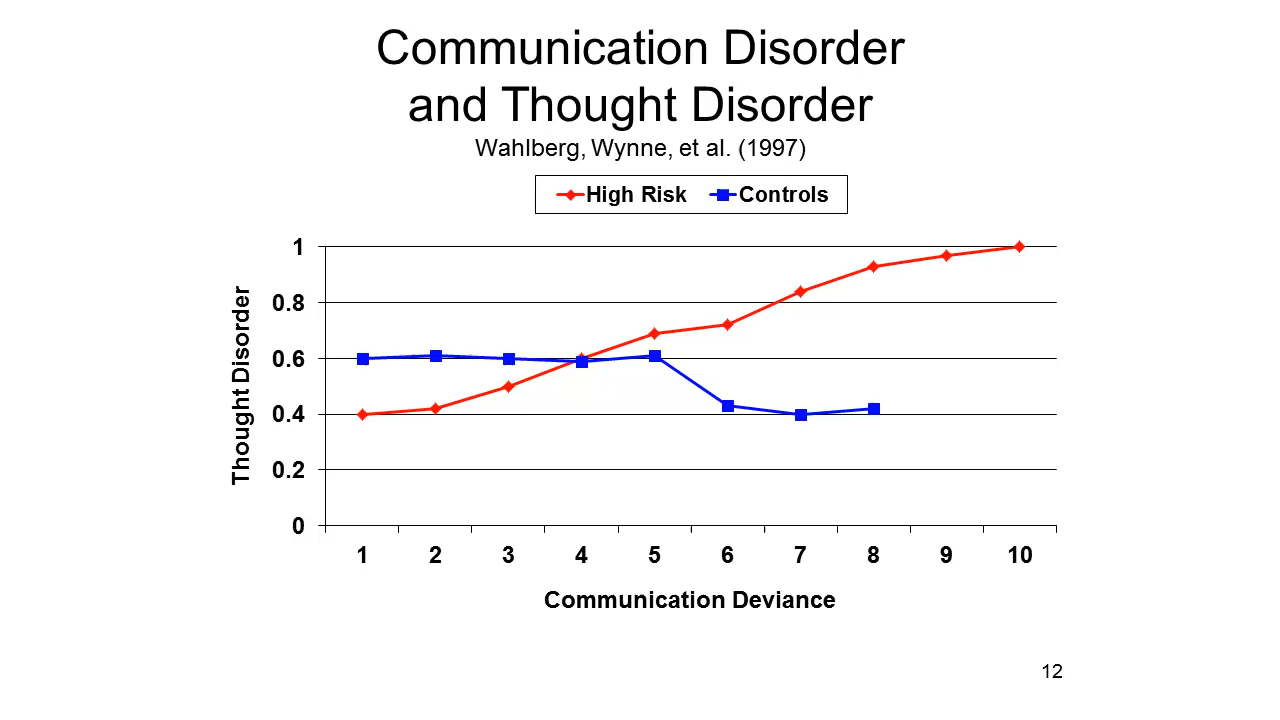 Communication Disorder
and Thought Disorder
Wahlberg, Wynne, et al. (1997)
High Risk Controls
Thought Disorder
1
0.8
0.6
0.4
0.2
0
1 2 3 4 5 6 7 8 9 10
Communication Deviance
12